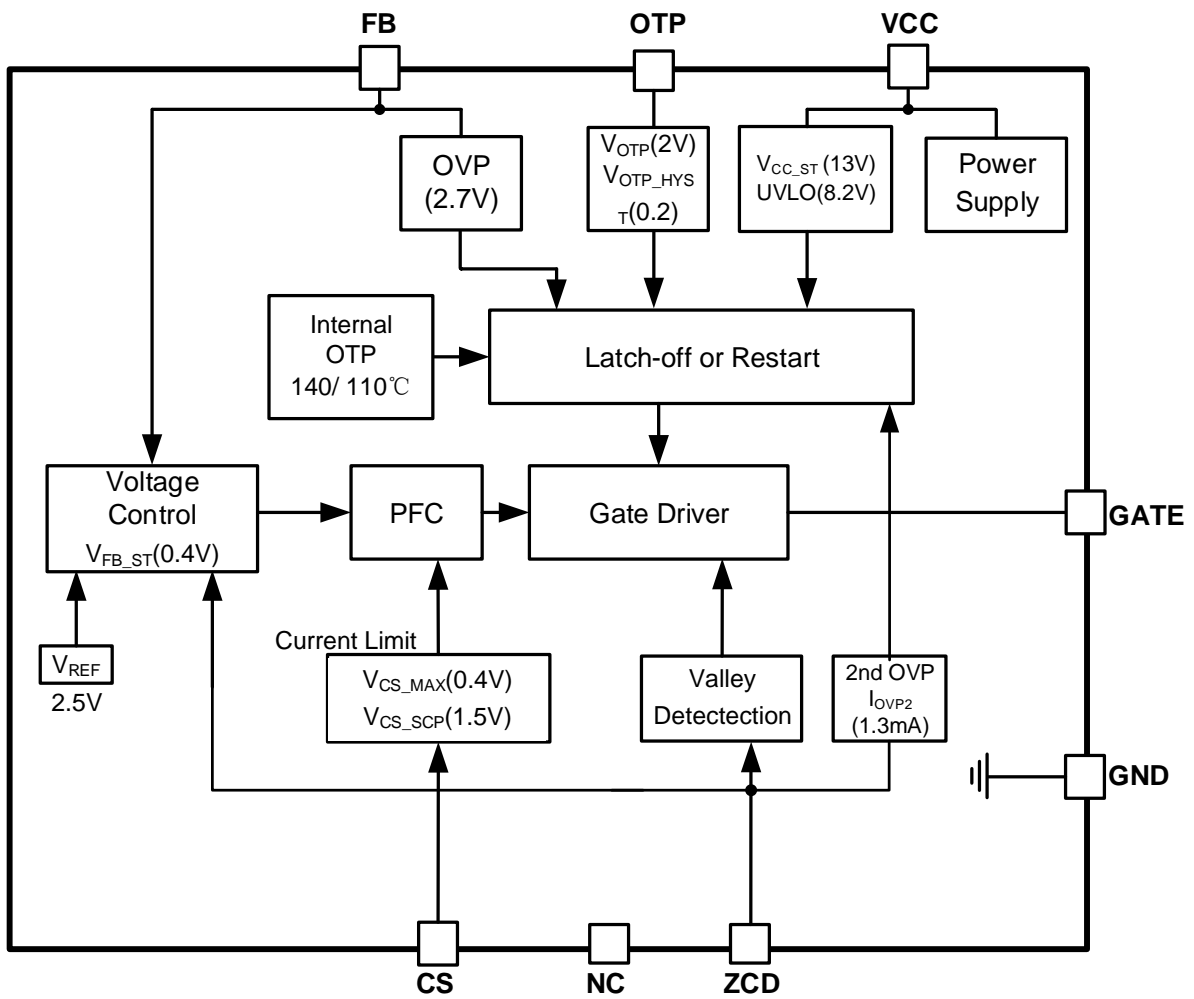 FB
OTP
VCC
OVP
(2.7V)
VOTP(2V)
VOTP_HYS
T(0.2)
VCC_ST (13V)
UVLO(8.2V)
Power
Supply
Internal
OTP
140/ 110℃
Latch-off or Restart
Voltage
Control
VFB_ST(0.4V)
PFC
Gate Driver
GATE
VREF
2.5V
Current Limit
VCS_MAX(0.4V)
VCS_SCP(1.5V)
Valley
Detectection
2nd OVP
IOVP2
(1.3mA)
GND
CS
NC
ZCD